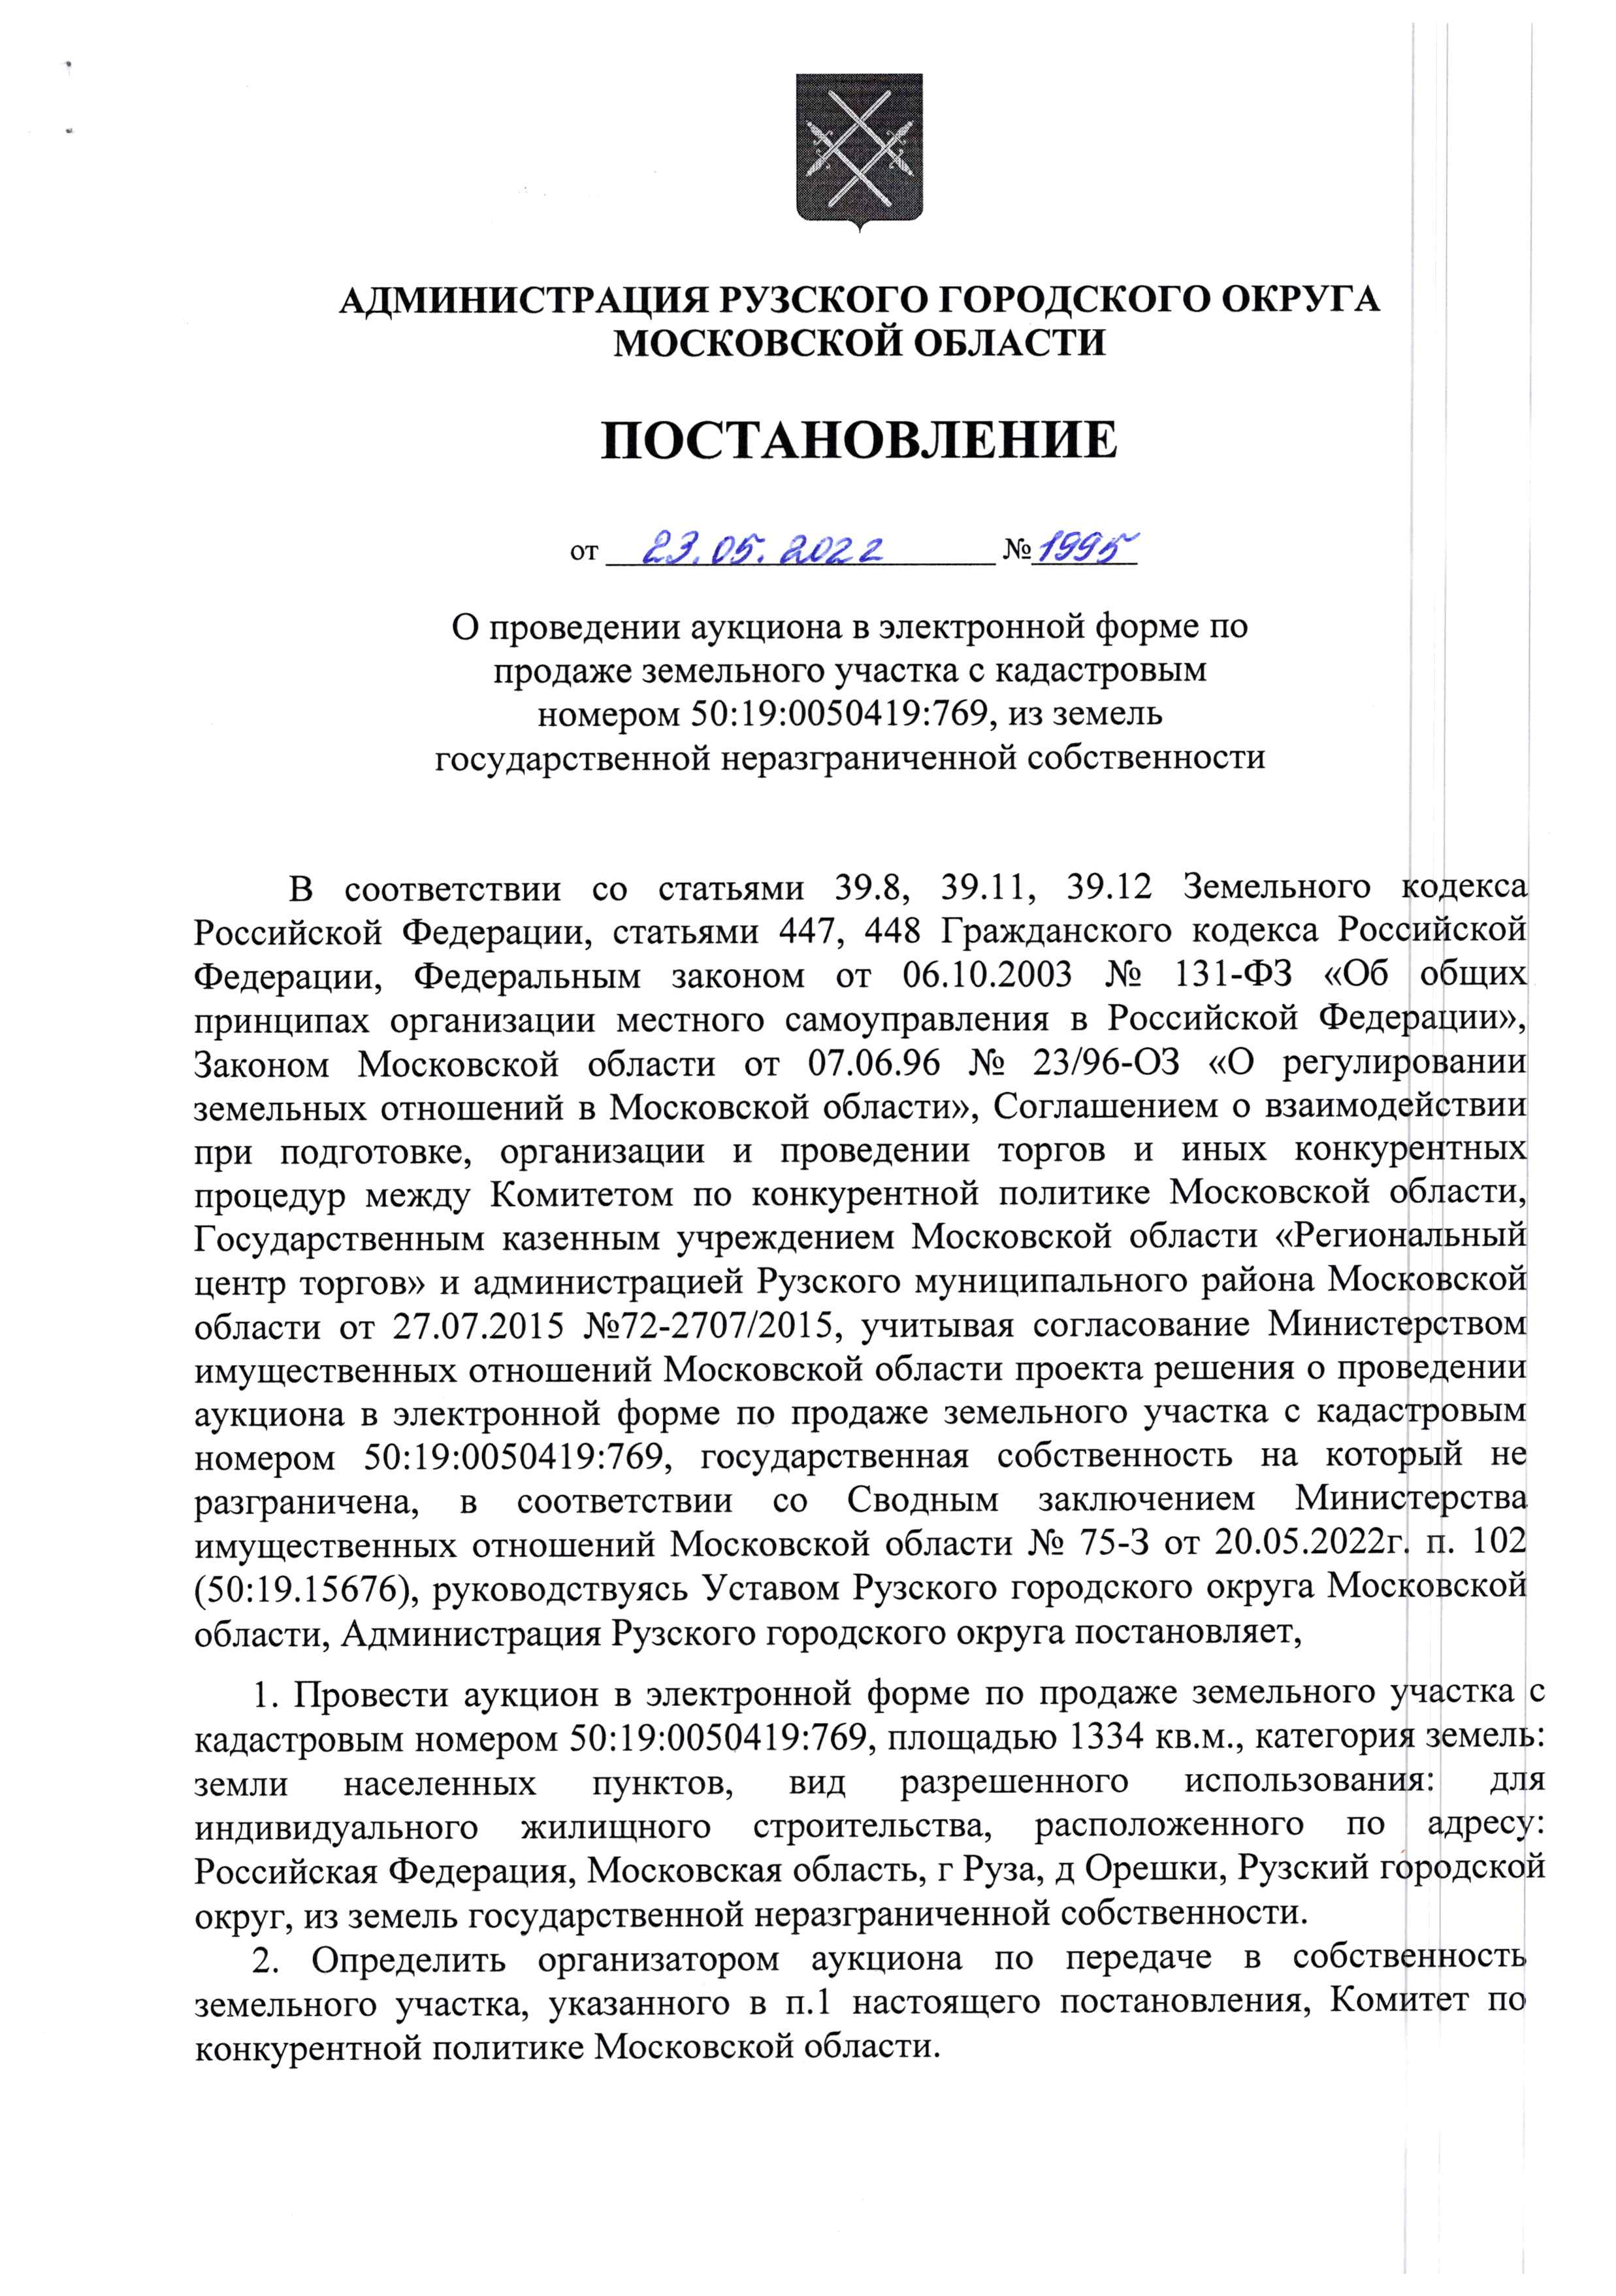 АДМИНИСТРАЦИЯ РУЗСКОГО ГОРОДСКОГО ОКРУГА
МОСКОВСКОЙ ОБЛАСТИ
ПОСТАНОВЛЕНИЕ
от 23.05.2022 № 1995
О проведении аукциона в электронной форме по
продаже земельного участка с кадастровым
номером 50:19:0050419:769, из земель
государственной неразграниченной собственности
В соответствии со статьями 39.8, 39.11, 39.12 Земельного кодекса
Российской Федерации, статьями 447, 448 Гражданского кодекса Российской
Федерации, Федеральным законом от 06.10.2003 № 131-ФЗ «Об общих
принципах организации местного самоуправления в Российской Федерации»,
Законом Московской области от 07.06.96 № 23/96-ОЗ «О регулировании
земельных отношений в Московской области», Соглашением о взаимодействии
при подготовке, организации и проведении торгов и иных конкурентных
процедур между Комитетом по конкурентной политике Московской области,
Государственным казенным учреждением Московской области «Региональный
центр торгов» и администрацией Рузского муниципального района Московской
области от 27.07.2015 №72-2707/2015, учитывая согласование Министерством
имущественных отношений Московской области проекта решения о проведении
аукциона в электронной форме по продаже земельного участка с кадастровым
номером 50:19:0050419:769, государственная собственность на который не
разграничена, в соответствии со Сводным заключением Министерства
имущественных отношений Московской области № 75-З от 20.05.2022г. п. 102
(50:19.15676), руководствуясь Уставом Рузского городского округа Московской
области, Администрация Рузского городского округа постановляет,
1. Провести аукцион в электронной форме по продаже земельного участка с
кадастровым номером 50:19:0050419:769, площадью 1334 кв.м., категория земель:
земли населенных пунктов, вид разрешенного использования: для
индивидуального жилищного строительства, расположенного по адресу:
Российская Федерация, Московская область, г Руза, д Орешки, Рузский городской
округ, из земель государственной неразграниченной собственности.
2. Определить организатором аукциона по передаче в собственность
земельного участка, указанного в п.1 настоящего постановления, Комитет по
конкурентной политике Московской области.